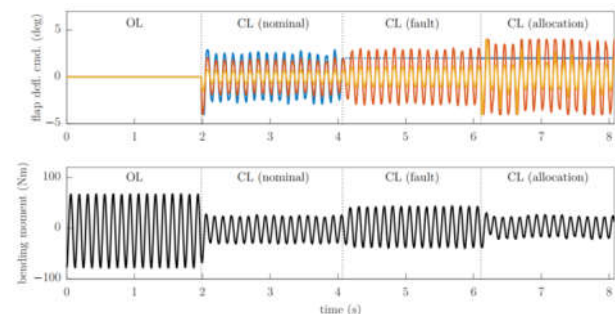 OL
CL (nominal)
CL (fault)
CL (allocation)
flap defl. cmd. (deg)
5
0
−5
0 1 2 3 4 5 6 7 8
OL
CL (nominal)
CL (fault)
CL (allocation)
bending moment (Nm)
100
0
−100
0 1 2 3 4 5 6 7 8
time (s)